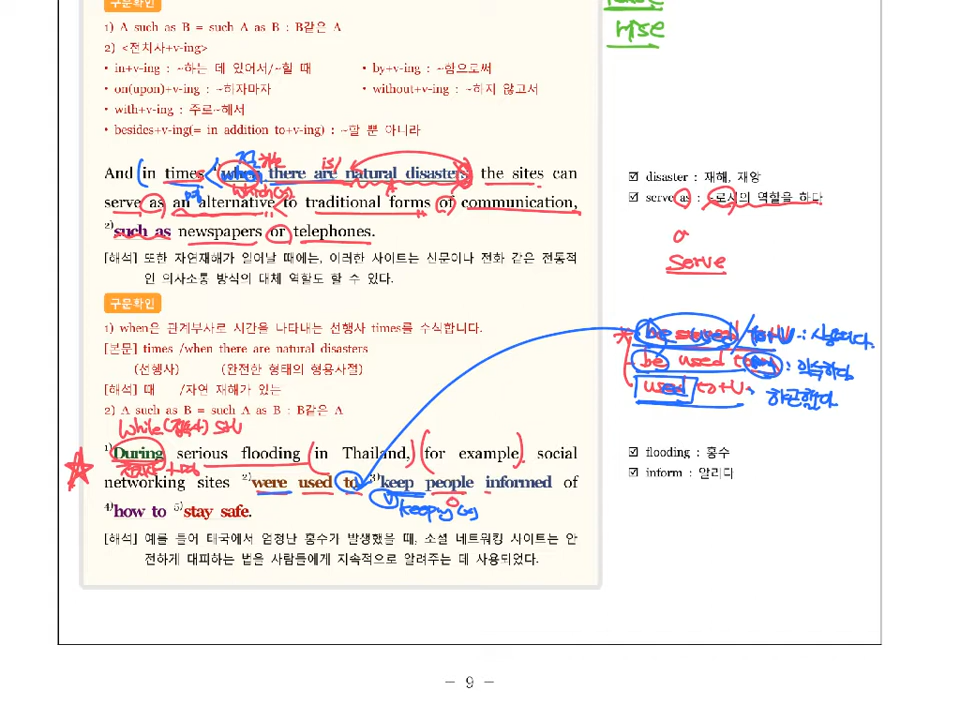 구문확인
1) A such as B = such A as B : B같은 A
2) <전치사+v-ing>
• in+v-ing : ~하는 데 있어서/~할 때 • by+v-ing : ~함으로써
• on(upon)+v-ing : ~하자마자 • without+v-ing : ~하지 않고서
• with+v-ing : 주로~해서
• besides+v-ing(= in addition to+v-ing) : ~할 뿐 아니라
rise
is/
And in times when there are natural disasters, the sites can
which(x)
serve as an alternative to traditional forms of communication,
2)such as newspapers or telephones.
[해석] 또한 자연재해가 일어날 때에는, 이러한 사이트는 신문이나 전화 같은 전통적
인 의사소통 방식의 대체 역할도 할 수 있다.
☑ disaster : 재해, 재앙
☑ serve as : ~로서의 역할을 하다
serve
구문확인
1) when은 관계부사로 시간을 나타내는 선행사 times를 수식합니다.
[본문] times /when there are natural disasters
(선행사) (완전한 형태의 형용사절)
[해석] 때 /자연 재해가 있는
2) A such as B = such A as B : B같은 A
be used / to+V : 사용되다.
be used to : 익숙하다
used to+V : 하곤했다
while (접속사) S+V
1)During serious flooding in Thailand, for example, social
networking sites 2)were used to 3)keep people informed of
keeping (x)
4)how to 5)stay safe.
[해석] 예를 들어 태국에서 엄청난 홍수가 발생했을 때, 소셜 네트워킹 사이트는 안
전하게 대피하는 법을 사람들에게 지속적으로 알려주는 데 사용되었다.
☑ flooding : 홍수
☑ inform : 알리다
- 9 -